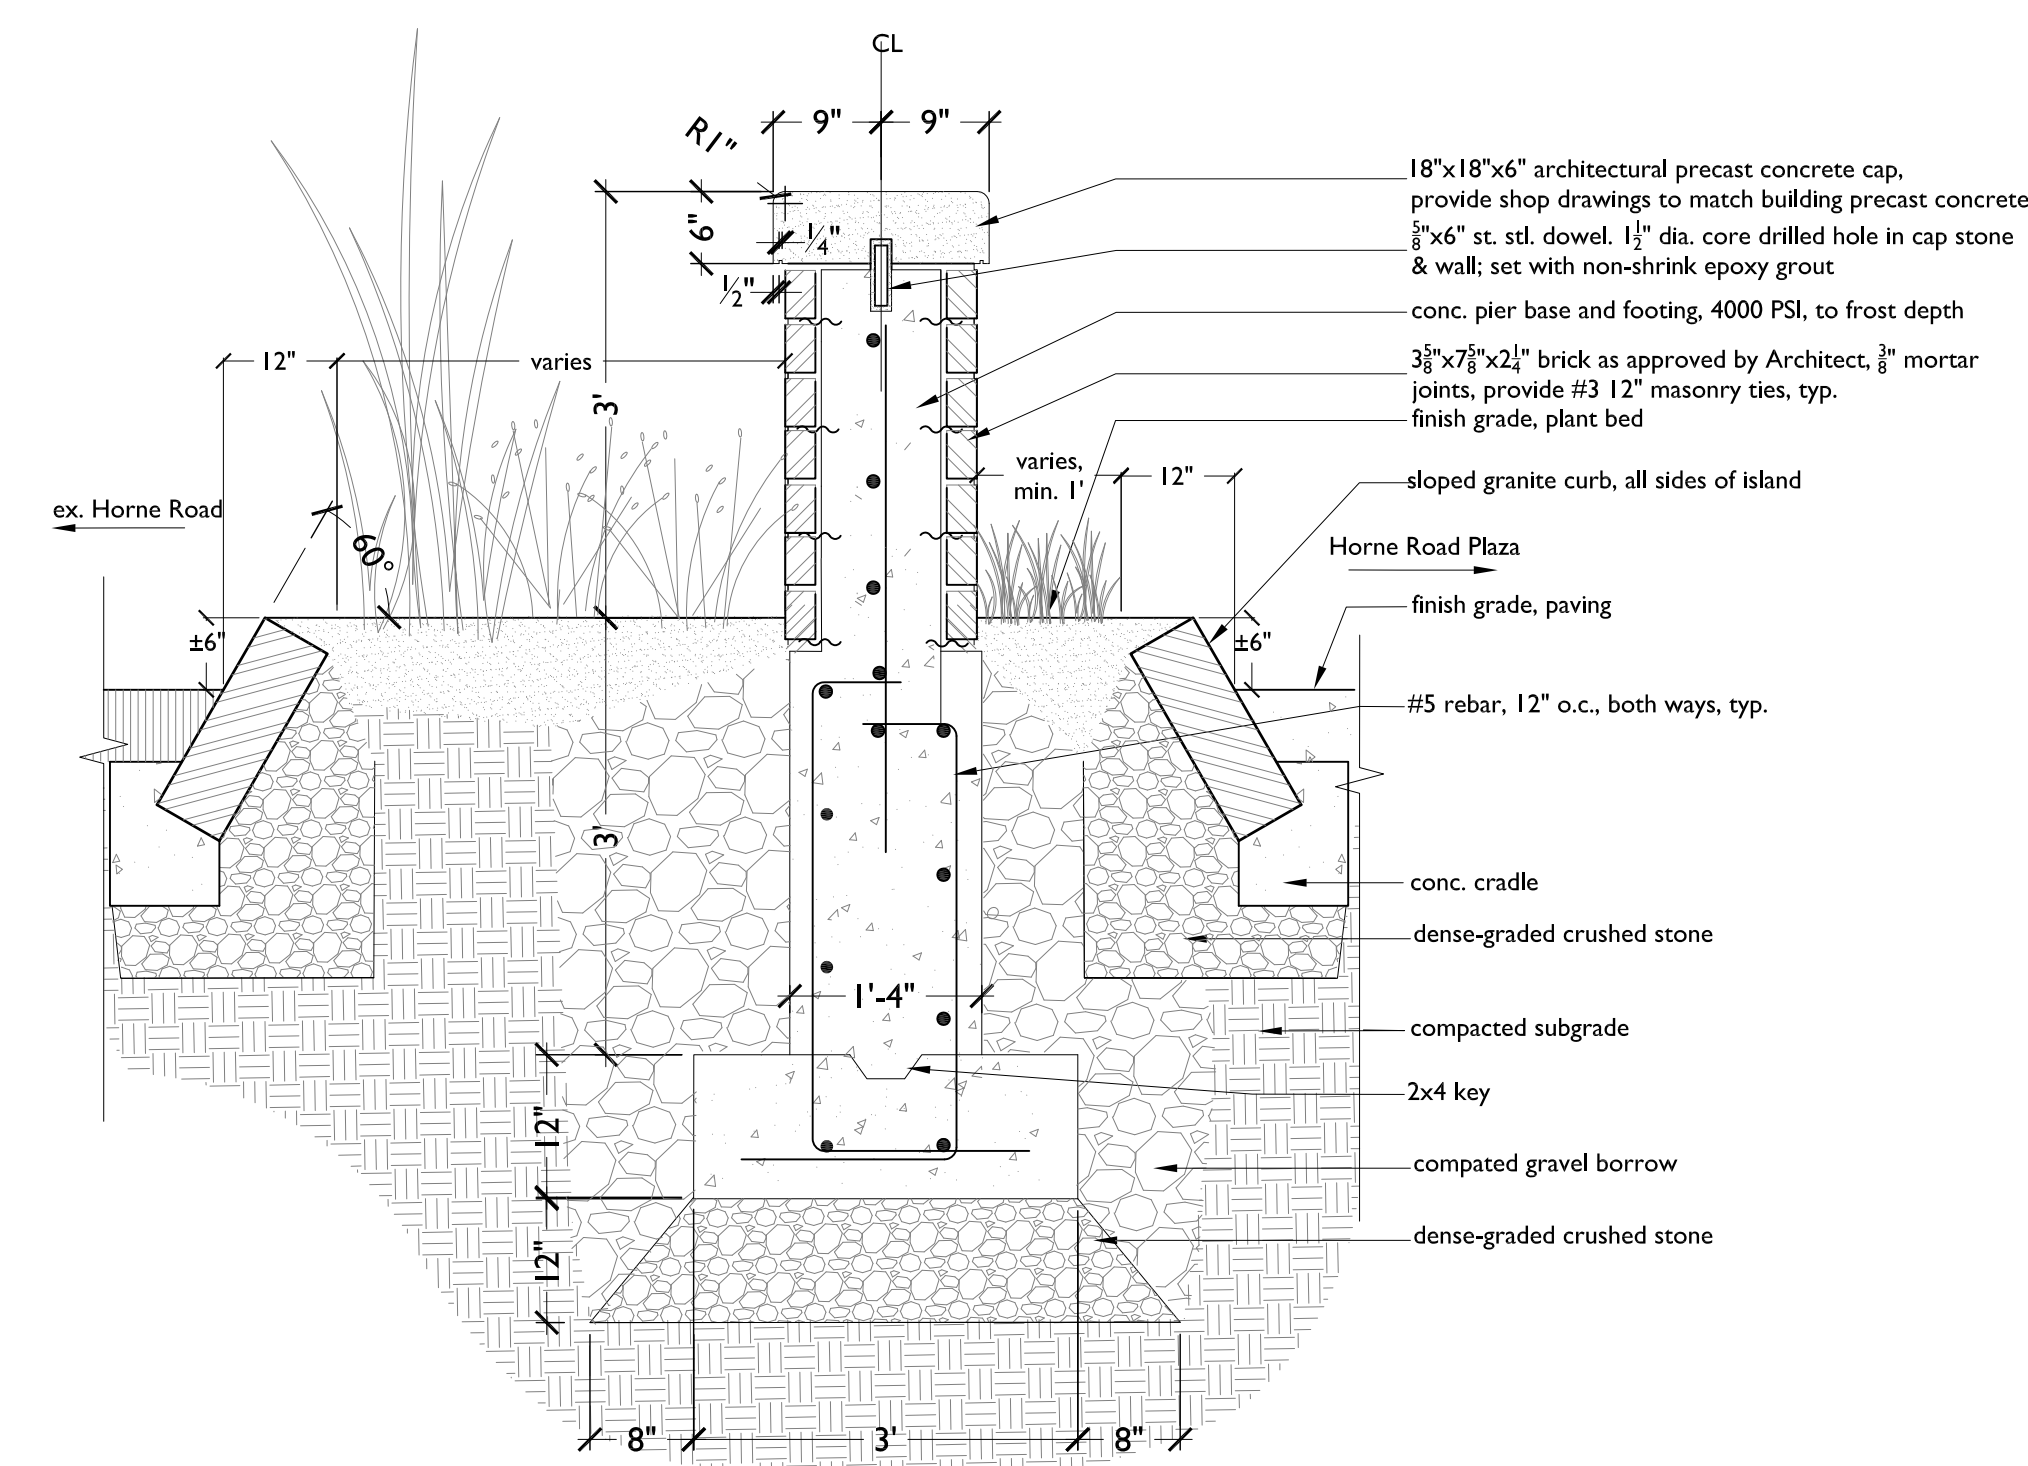 CL
9" 9"
R1"
6"
1/4"
1/2"
18"x18"x6" architectural precast concrete cap,
provide shop drawings to match building precast concrete
5/8"x6" st. stl. dowel. 1 1/2" dia. core drilled hole in cap stone
& wall; set with non-shrink epoxy grout
conc. pier base and footing, 4000 PSI, to frost depth
3 5/8"x7 5/8"x2 1/4" brick as approved by Architect, 3/8" mortar
joints, provide #3 12" masonry ties, typ.
finish grade, plant bed
12" varies
3'
varies,
min. 1'
12"
sloped granite curb, all sides of island
ex. Horne Road
60°
Horne Road Plaza
finish grade, paving
±6"
±6"
#5 rebar, 12" o.c., both ways, typ.
3'
conc. cradle
dense-graded crushed stone
1'-4"
compacted subgrade
2x4 key
12"
compated gravel borrow
dense-graded crushed stone
12"
8" 3' 8"